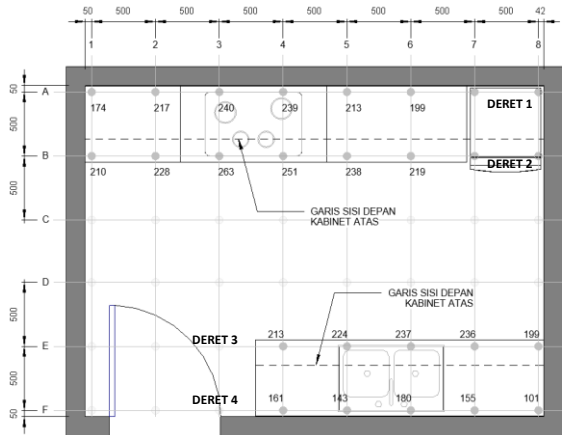 50 500 500 500 500 500 500 500 42
1 2 3 4 5 6 7 8
50 A
174 217 240 239 213 199 DERET 1
500
B DERET 2
210 228 263 251 238 219
500
C
GARIS SISI DEPAN
KABINET ATAS
500
D
GARIS SISI DEPAN
KABINET ATAS
500
213 224 237 236 199
E DERET 3
500
DERET 4 161 143 180 155 101
50 F